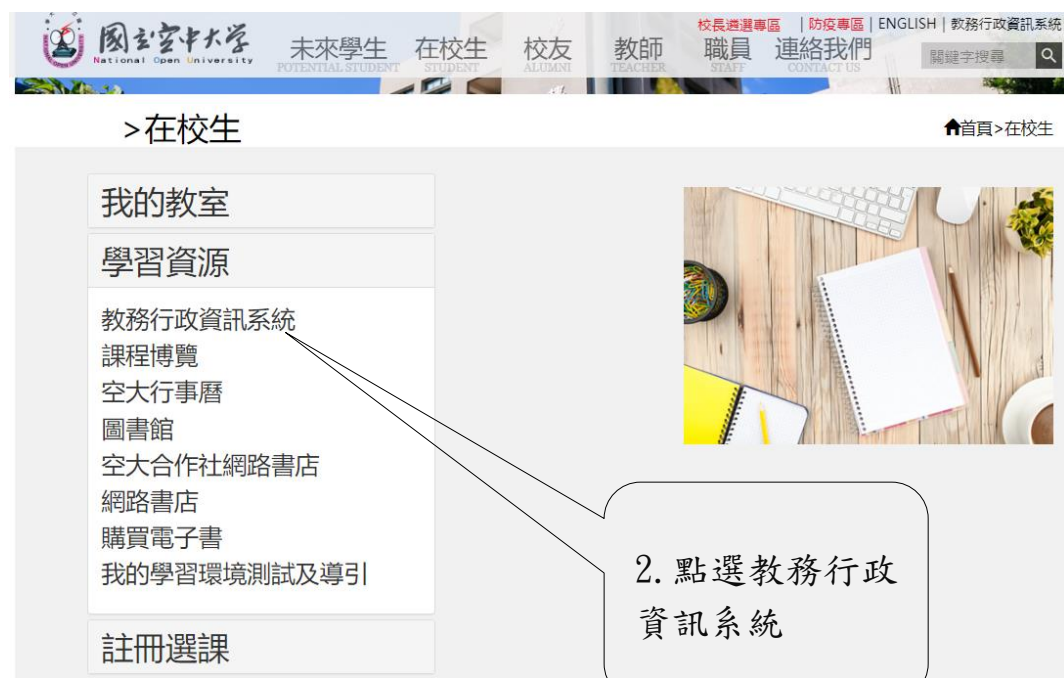 校長遴選專區 |防疫專區|ENGLISH|教務行政資訊系統
國立空中大學
National Open University
未來學生 在校生 校友 教師 職員 連絡我們
POTENTIAL STUDENT STUDENT ALUMNI TEACHER STAFF CONTACT US
關鍵字搜尋
>在校生
首頁>在校生
我的教室
學習資源
教務行政資訊系統
課程博覽
空大行事曆
圖書館
空大合作社網路書店
網路書店
購買電子書
我的學習環境測試及導引
註冊選課
2.點選教務行政
資訊系統